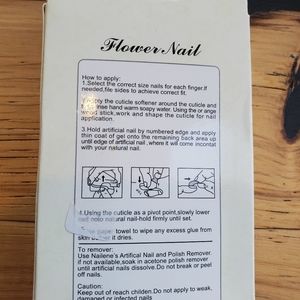 Flower Nail
How to apply:
1.Select the correct size nails for each finger.If
needed,file sides to achieve correct fit.
the cuticle softener around the cuticle and
rinse hand warm soapy water. Using the or ange
stick,work and shape the cuticle for nail
application.
3.Hold artificial nail by numbered edge and apply
thin coat of gel onto the remaining back area up
until edge of artificial nail ,where it will come incontat
with your natural nail.
4.Using the cuticle as a pivot point,slowly lower
nail onto natural nail-hold firmly until set.
paper towel to wipe any excess glue from
skin it dries.
To remover:
Use Nailene's Artifical Nail and Polish Remover.
if not available,soak in acetone polish remover
until artificial nails dissolve.Do not break or peel
off nails.
Caution:
Keep out of reach childen.Do not apply to weak,
damaged or infected nails